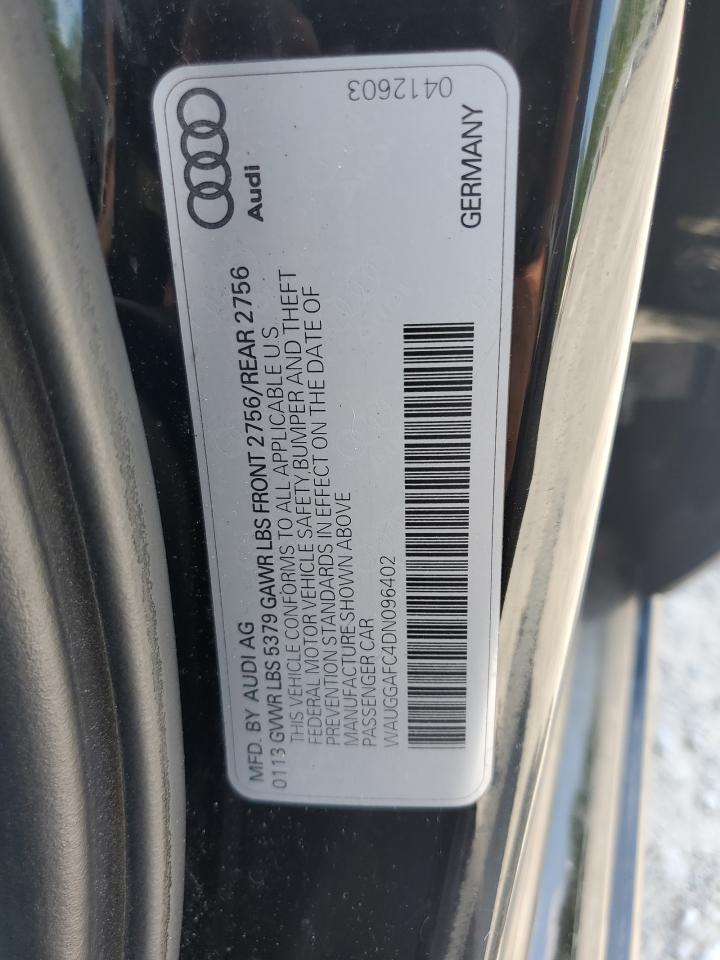 MFD. BY AUDI AG
0113 GVWR LBS 5379 GAWR LBS FRONT 2756/REAR 2756
THIS VEHICLE CONFORMS TO ALL APPLICABLE U S
FEDERAL MOTOR VEHICLE SAFETY, BUMPER AND THEFT
PREVENTION STANDARDS IN EFFECT ON THE DATE OF
MANUFACTURE SHOWN ABOVE
PASSENGER CAR
WAUGGAFC4DN096402
Audi
GERMANY
0412603